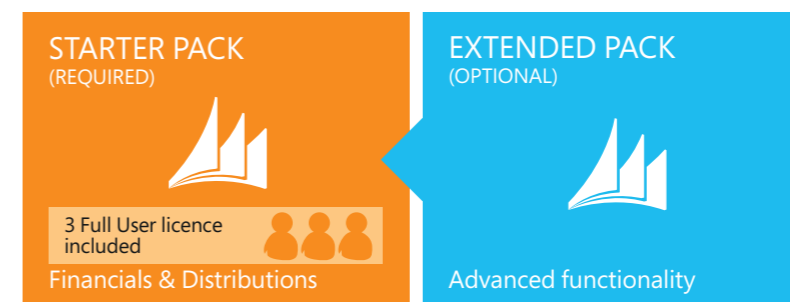 STARTER PACK
(REQUIRED)
3 Full User licence
included
Financials & Distributions
EXTENDED PACK
(OPTIONAL)
Advanced functionality